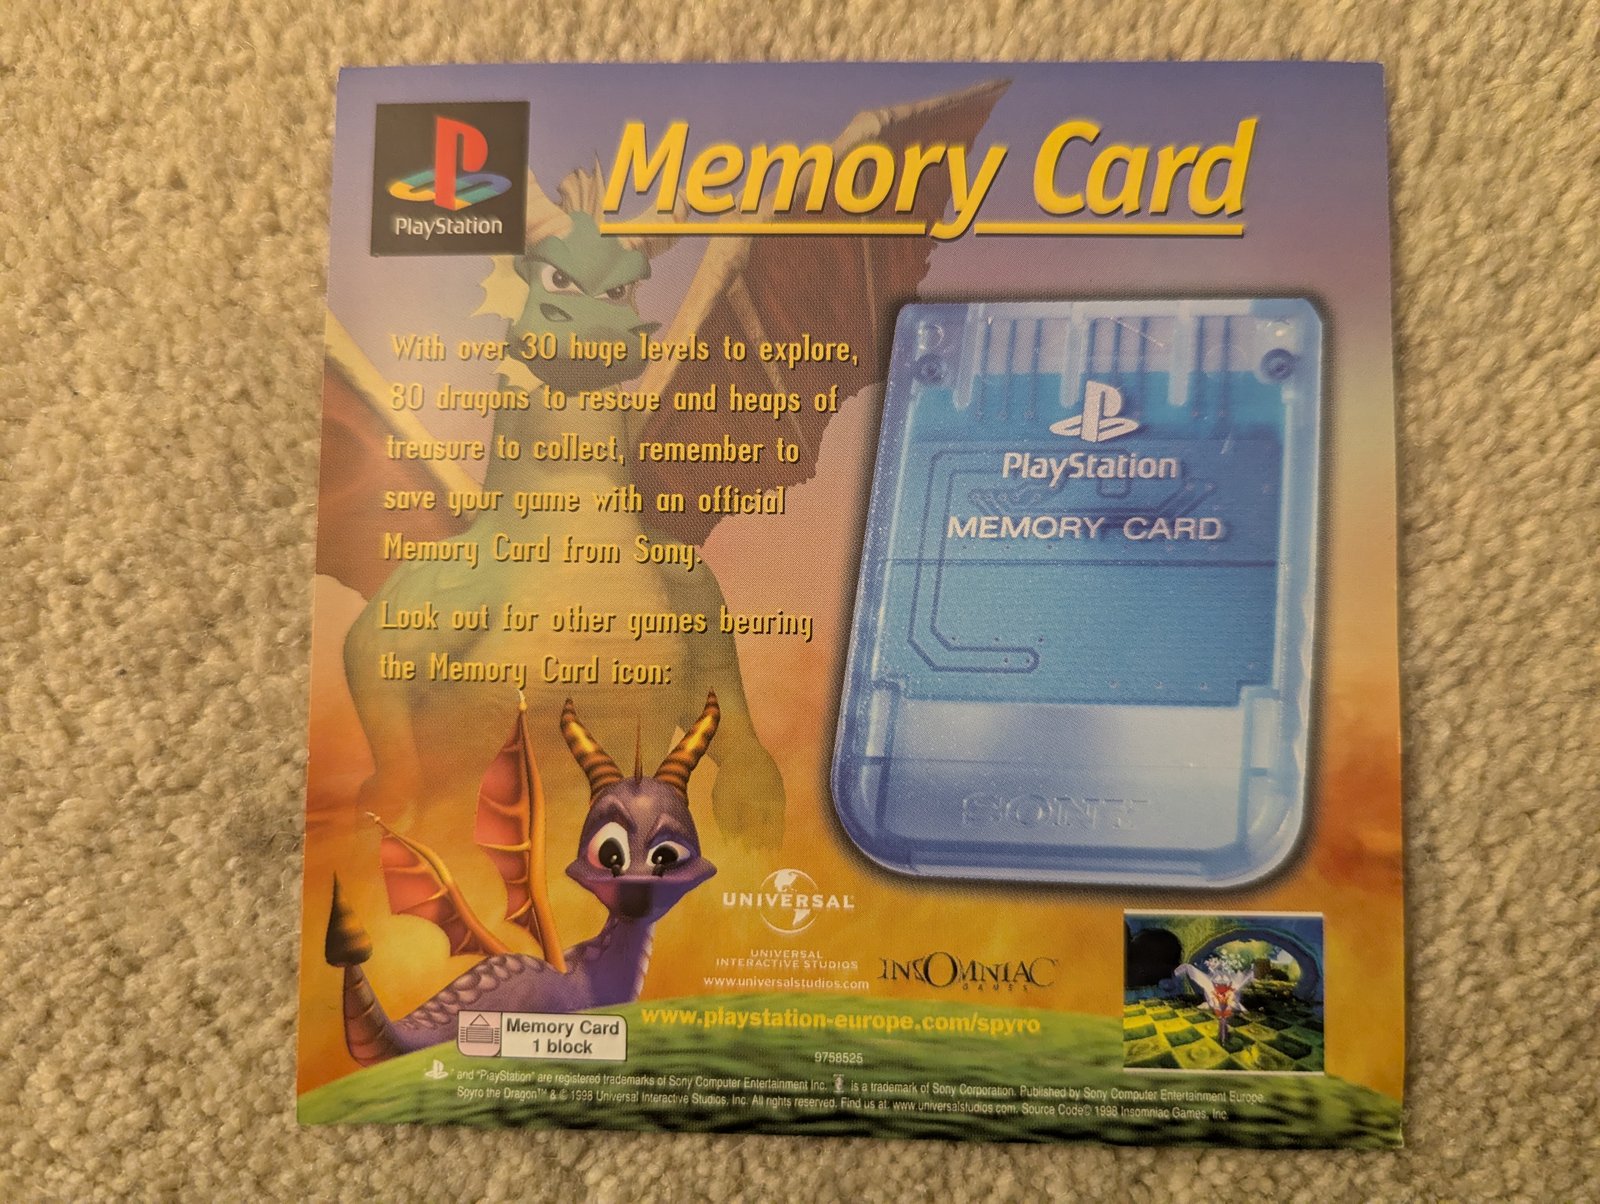 PlayStation
Memory Card
With over 30 huge levels to explore,
80 dragons to rescue and heaps of
treasure to collect, remember to
save your game with an official
Memory Card from Sony.
Look out for other games bearing
the Memory Card icon:
PlayStation
MEMORY CARD
SONY
UNIVERSAL
UNIVERSAL
INTERACTIVE STUDIOS
www.universalstudios.com
INSOMNIAC
GAMES
Memory Card
1 block
www.playstation-europe.com/spyro
9758525
" and "PlayStation" are registered trademarks of Sony Computer Entertainment Inc. is a trademark of Sony Corporation. Published by Sony Computer Entertainment Europe.
Spyro the Dragon™ & © 1998 Universal Interactive Studios, Inc. All rights reserved. Find us at: www.universalstudios.com. Source Code© 1998 Insomniac Games, Inc.